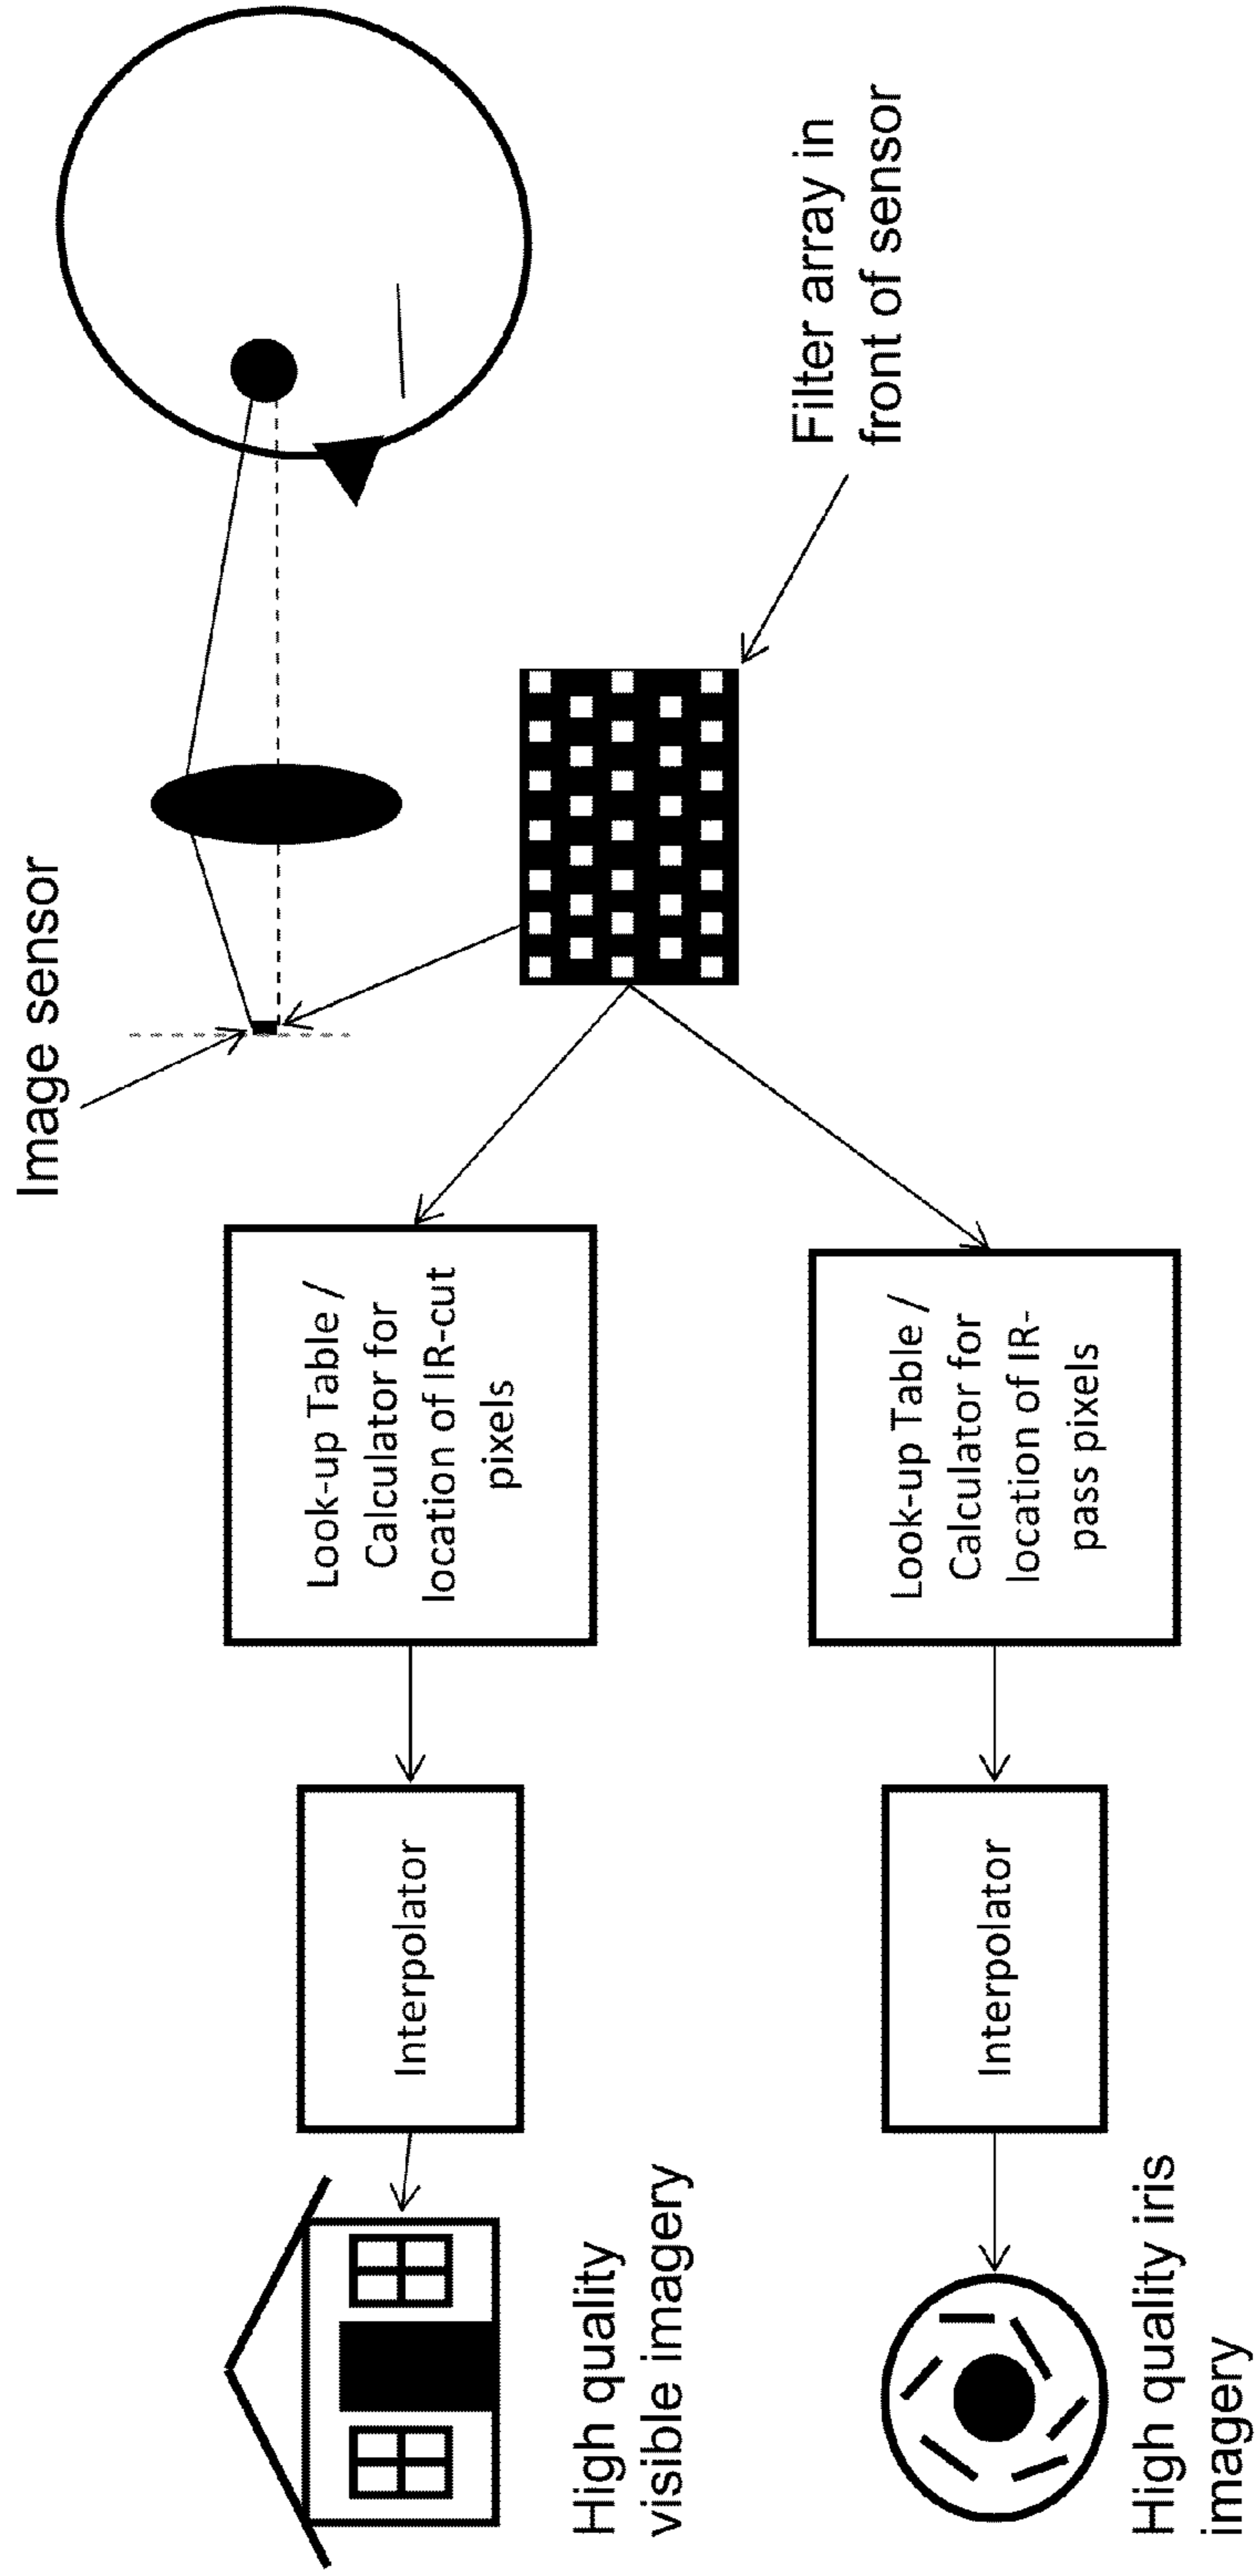 Image sensor
Filter array in
front of sensor
Look-up Table /
Calculator for
location of IR-cut
pixels
Look-up Table /
Calculator for
location of IR-
pass pixels
Interpolator
Interpolator
High quality
visible imagery
High quality iris
imagery